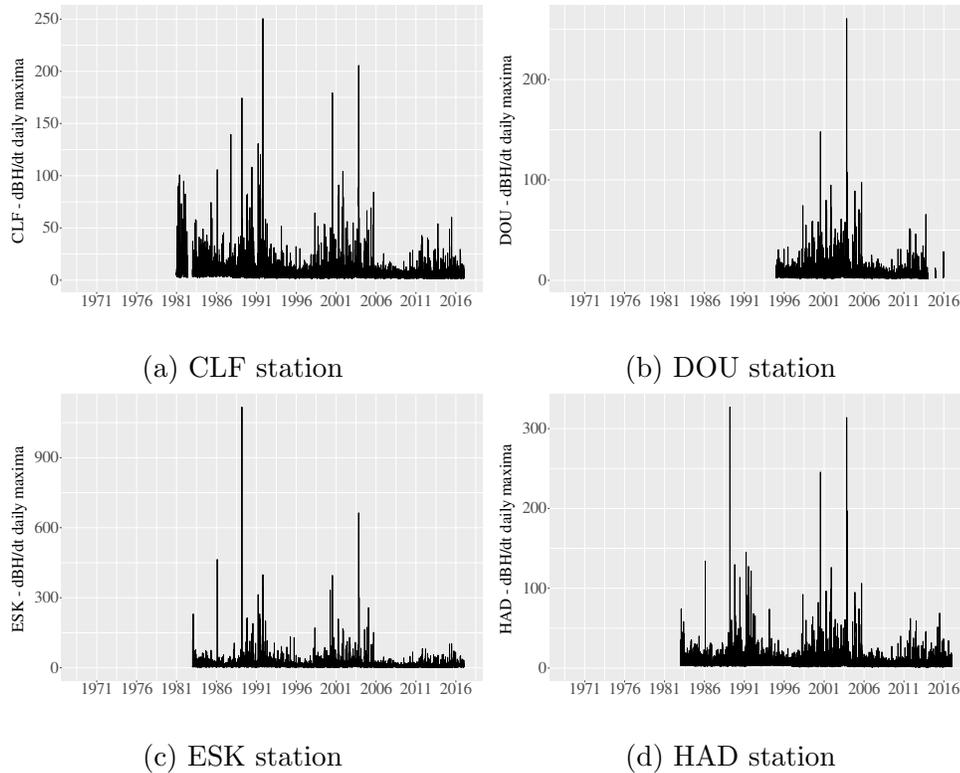 CLF - dBH/dt daily maxima
250
200
150
100
50
0
1971 1976 1981 1986 1991 1996 2001 2006 2011 2016
(a) CLF station
DOU - dBH/dt daily maxima
200
100
0
1971 1976 1981 1986 1991 1996 2001 2006 2011 2016
(b) DOU station
ESK - dBH/dt daily maxima
900
600
300
0
1971 1976 1981 1986 1991 1996 2001 2006 2011 2016
(c) ESK station
HAD - dBH/dt daily maxima
300
200
100
0
1971 1976 1981 1986 1991 1996 2001 2006 2011 2016
(d) HAD station